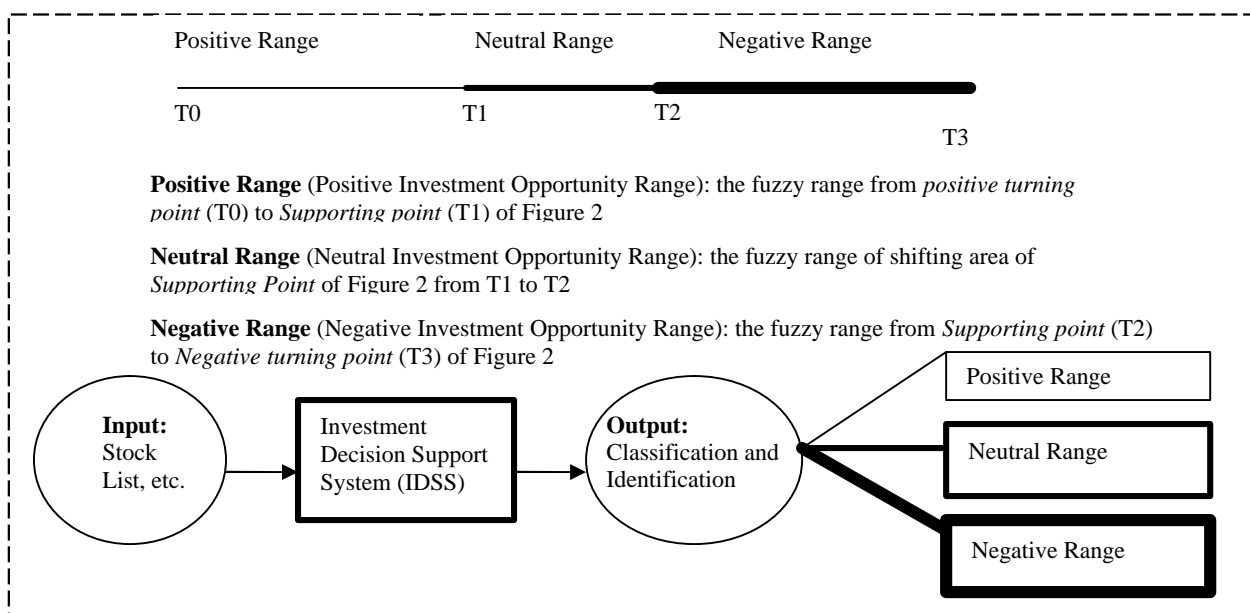 Positive Range Neutral Range Negative Range
T0 T1 T2
T3
Positive Range (Positive Investment Opportunity Range): the fuzzy range from positive turning
point (T0) to Supporting point (T1) of Figure 2
Neutral Range (Neutral Investment Opportunity Range): the fuzzy range of shifting area of
Supporting Point of Figure 2 from T1 to T2
Negative Range (Negative Investment Opportunity Range): the fuzzy range from Supporting point (T2)
to Negative turning point (T3) of Figure 2
Input:
Stock
List, etc.
Investment
Decision Support
System (IDSS)
Output:
Classification and
Identification
Positive Range
Neutral Range
Negative Range